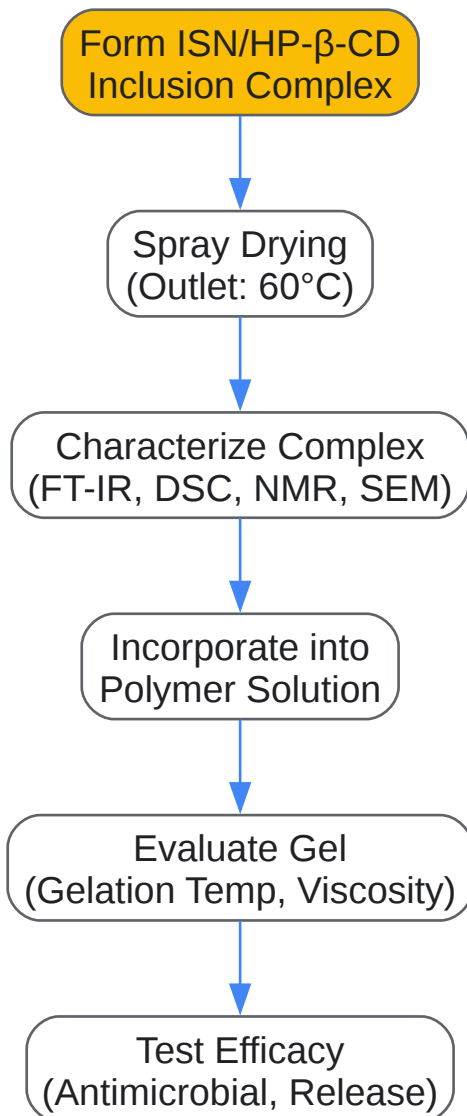 Form ISN/HP-β-CD
Inclusion Complex
Spray Drying
(Outlet: 60°C)
Characterize Complex
(FT-IR, DSC, NMR, SEM)
Incorporate into
Polymer Solution
Evaluate Gel
(Gelation Temp, Viscosity)
Test Efficacy
(Antimicrobial, Release)